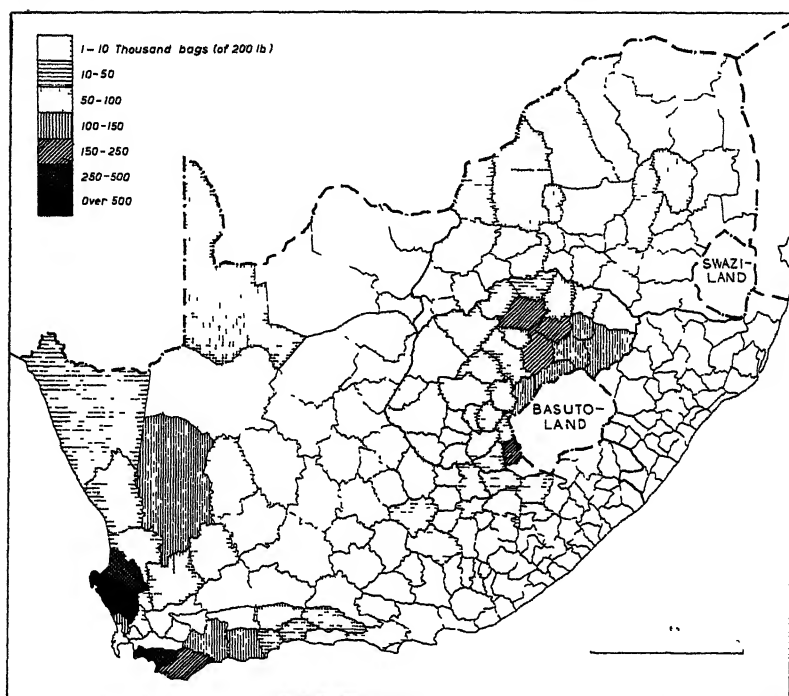 1–10 Thousand bags (of 200 lb)
10–50
50–100
100–150
150–250
250–500
Over 500
SWAZI-
LAND
BASUTO-
LAND